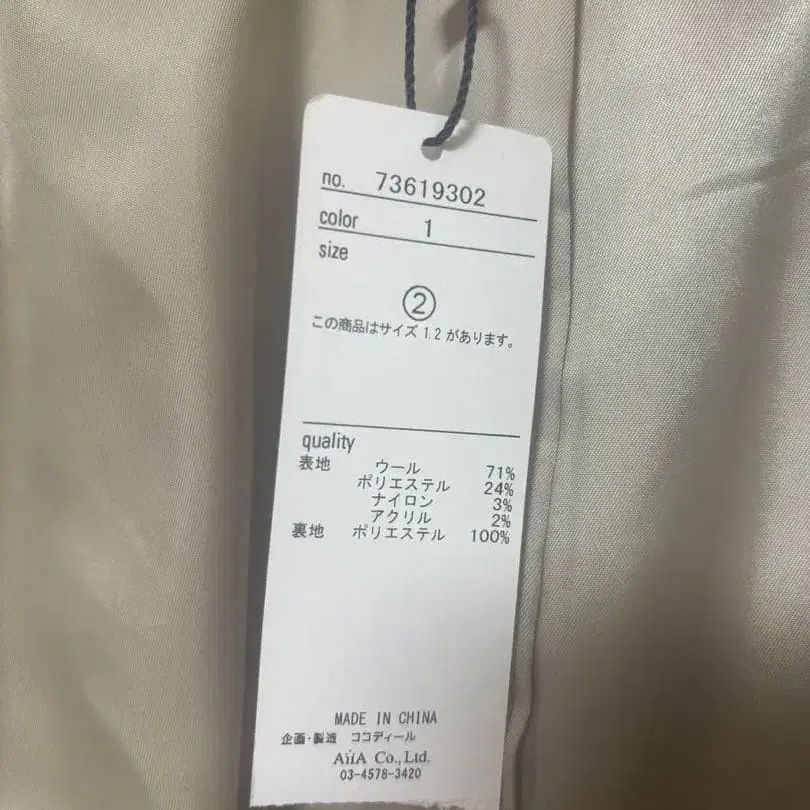 no. 73619302
color 1
size
②
この商品はサイズ 1.2 があります。
quality
表地 ウール 71%
ポリエステル 24%
ナイロン 3%
アクリル 2%
裏地 ポリエステル 100%
MADE IN CHINA
企画・製造 ココディール
AiiA Co., Ltd.
03-4578-3420